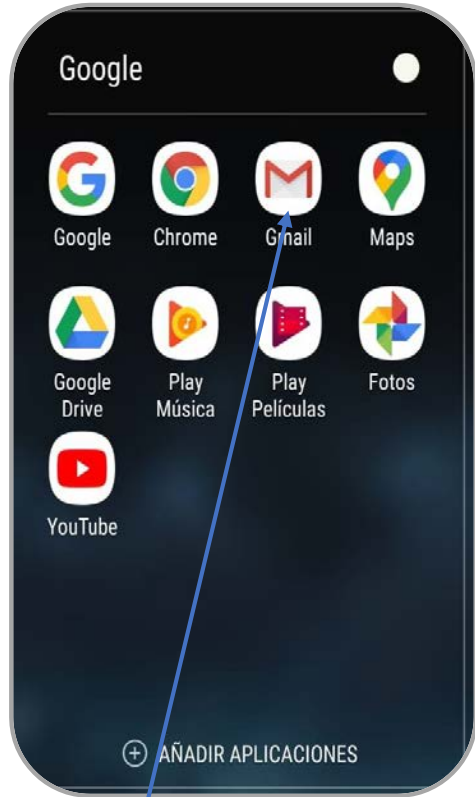 Google
Google Chrome Gmail Maps
Google Play Play Fotos
Drive Música Películas
YouTube
AÑADIR APLICACIONES